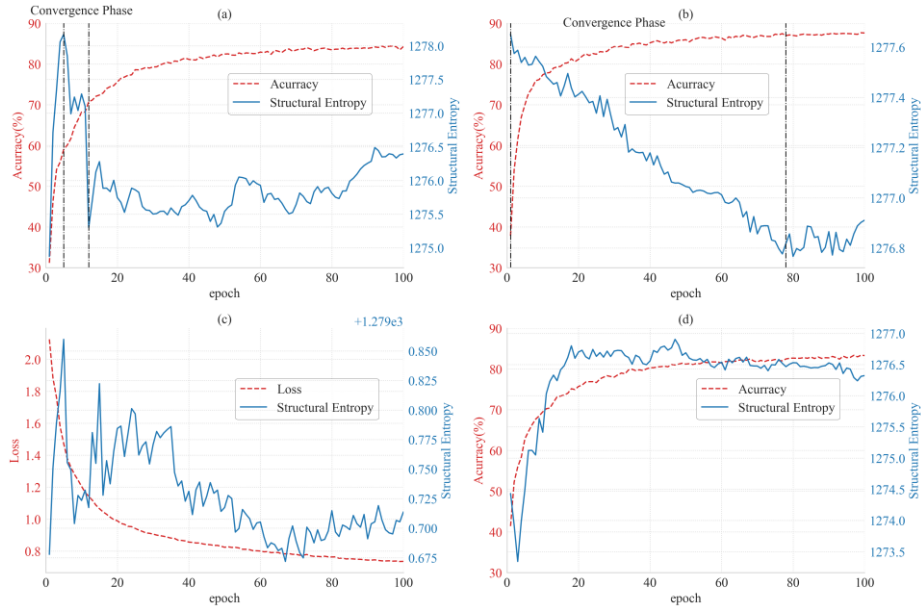 (a)
Convergence Phase
90
80
70
60
50
40
30
Acurracy(%)
Acurracy
Structural Entropy
1278.0
1277.5
1277.0
1276.5
1276.0
1275.5
1275.0
Structural Entropy
0
20
40
60
80
100
epoch
(b)
Convergence Phase
90
80
70
60
50
40
30
Acurracy(%)
Acurracy
Structural Entropy
1277.6
1277.4
1277.2
1277.0
1276.8
Structural Entropy
0
20
40
60
80
100
epoch
(c)
+1.279e3
2.0
1.8
1.6
1.4
1.2
1.0
0.8
Loss
Loss
Structural Entropy
0.850
0.825
0.800
0.775
0.750
0.725
0.700
0.675
Structural Entropy
0
20
40
60
80
100
epoch
(d)
90
80
70
60
50
40
30
Acurracy(%)
Acurracy
Structural Entropy
1277.0
1276.5
1276.0
1275.5
1275.0
1274.5
1274.0
1273.5
Structural Entropy
0
20
40
60
80
100
epoch